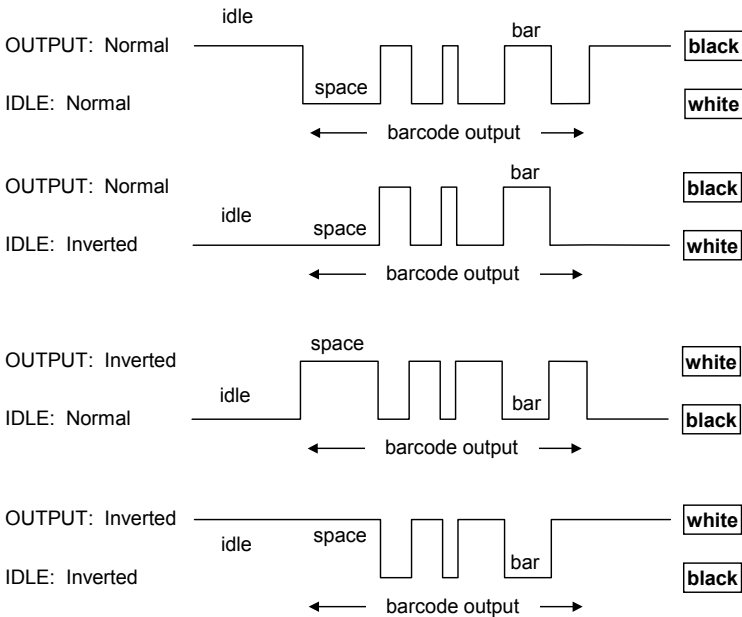 idle
bar
OUTPUT: Normal
black
space
IDLE: Normal
white
barcode output
bar
OUTPUT: Normal
black
idle
space
IDLE: Inverted
white
barcode output
space
OUTPUT: Inverted
white
idle
bar
IDLE: Normal
black
barcode output
OUTPUT: Inverted
white
idle
space
bar
IDLE: Inverted
black
barcode output